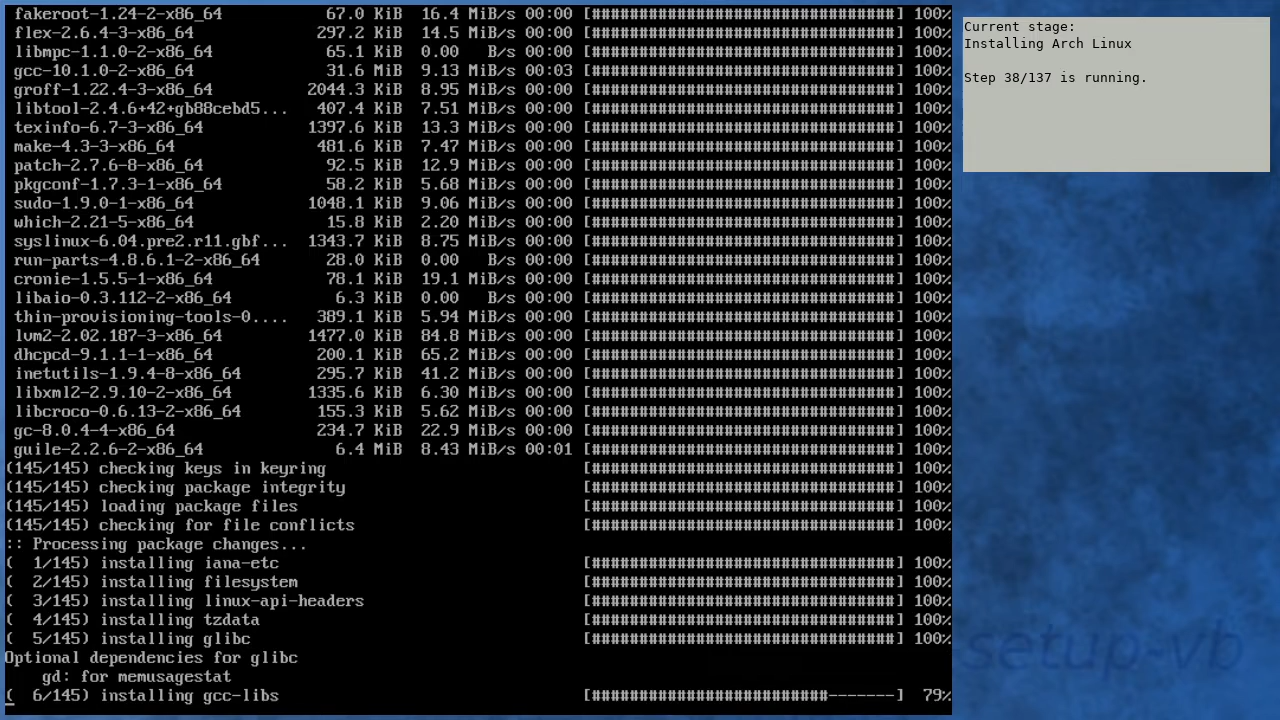 fakeroot-1.24-2-x86_64 67.0 KiB 16.4 MiB/s 00:00 [################################] 100%
flex-2.6.4-3-x86_64 297.2 KiB 14.5 MiB/s 00:00 [################################] 100%
libmpc-1.1.0-2-x86_64 65.1 KiB 0.00 B/s 00:00 [################################] 100%
gcc-10.1.0-2-x86_64 31.6 MiB 9.13 MiB/s 00:03 [################################] 100%
groff-1.22.4-3-x86_64 2044.3 KiB 8.95 MiB/s 00:00 [################################] 100%
libtool-2.4.6+42+gb88cebd5... 407.4 KiB 7.51 MiB/s 00:00 [################################] 100%
texinfo-6.7-3-x86_64 1397.6 KiB 13.3 MiB/s 00:00 [################################] 100%
make-4.3-3-x86_64 481.6 KiB 7.47 MiB/s 00:00 [################################] 100%
patch-2.7.6-8-x86_64 92.5 KiB 12.9 MiB/s 00:00 [################################] 100%
pkgconf-1.7.3-1-x86_64 58.2 KiB 5.68 MiB/s 00:00 [################################] 100%
sudo-1.9.0-1-x86_64 1048.1 KiB 9.06 MiB/s 00:00 [################################] 100%
which-2.21-5-x86_64 15.8 KiB 2.20 MiB/s 00:00 [################################] 100%
syslinux-6.04.pre2.r11.gbf... 1343.7 KiB 8.75 MiB/s 00:00 [################################] 100%
run-parts-4.8.6.1-2-x86_64 28.0 KiB 0.00 B/s 00:00 [################################] 100%
cronie-1.5.5-1-x86_64 78.1 KiB 19.1 MiB/s 00:00 [################################] 100%
libaio-0.3.112-2-x86_64 6.3 KiB 0.00 B/s 00:00 [################################] 100%
thin-provisioning-tools-0.... 389.1 KiB 5.94 MiB/s 00:00 [################################] 100%
lvm2-2.02.187-3-x86_64 1477.0 KiB 84.8 MiB/s 00:00 [################################] 100%
dhcpcd-9.1.1-1-x86_64 200.1 KiB 65.2 MiB/s 00:00 [################################] 100%
inetutils-1.9.4-8-x86_64 295.7 KiB 41.2 MiB/s 00:00 [################################] 100%
libxml2-2.9.10-2-x86_64 1335.6 KiB 6.30 MiB/s 00:00 [################################] 100%
libcroco-0.6.13-2-x86_64 155.3 KiB 5.62 MiB/s 00:00 [################################] 100%
gc-8.0.4-4-x86_64 234.7 KiB 22.9 MiB/s 00:00 [################################] 100%
guile-2.2.6-2-x86_64 6.4 MiB 8.43 MiB/s 00:01 [################################] 100%
(145/145) checking keys in keyring [################################] 100%
(145/145) checking package integrity [################################] 100%
(145/145) loading package files [################################] 100%
(145/145) checking for file conflicts [################################] 100%
:: Processing package changes...
( 1/145) installing iana-etc [################################] 100%
( 2/145) installing filesystem [################################] 100%
( 3/145) installing linux-api-headers [################################] 100%
( 4/145) installing tzdata [################################] 100%
( 5/145) installing glibc [################################] 100%
Optional dependencies for glibc
gd: for memusagestat
( 6/145) installing gcc-libs [#########################-------] 79%
Current stage:
Installing Arch Linux
Step 38/137 is running.
setup-vb